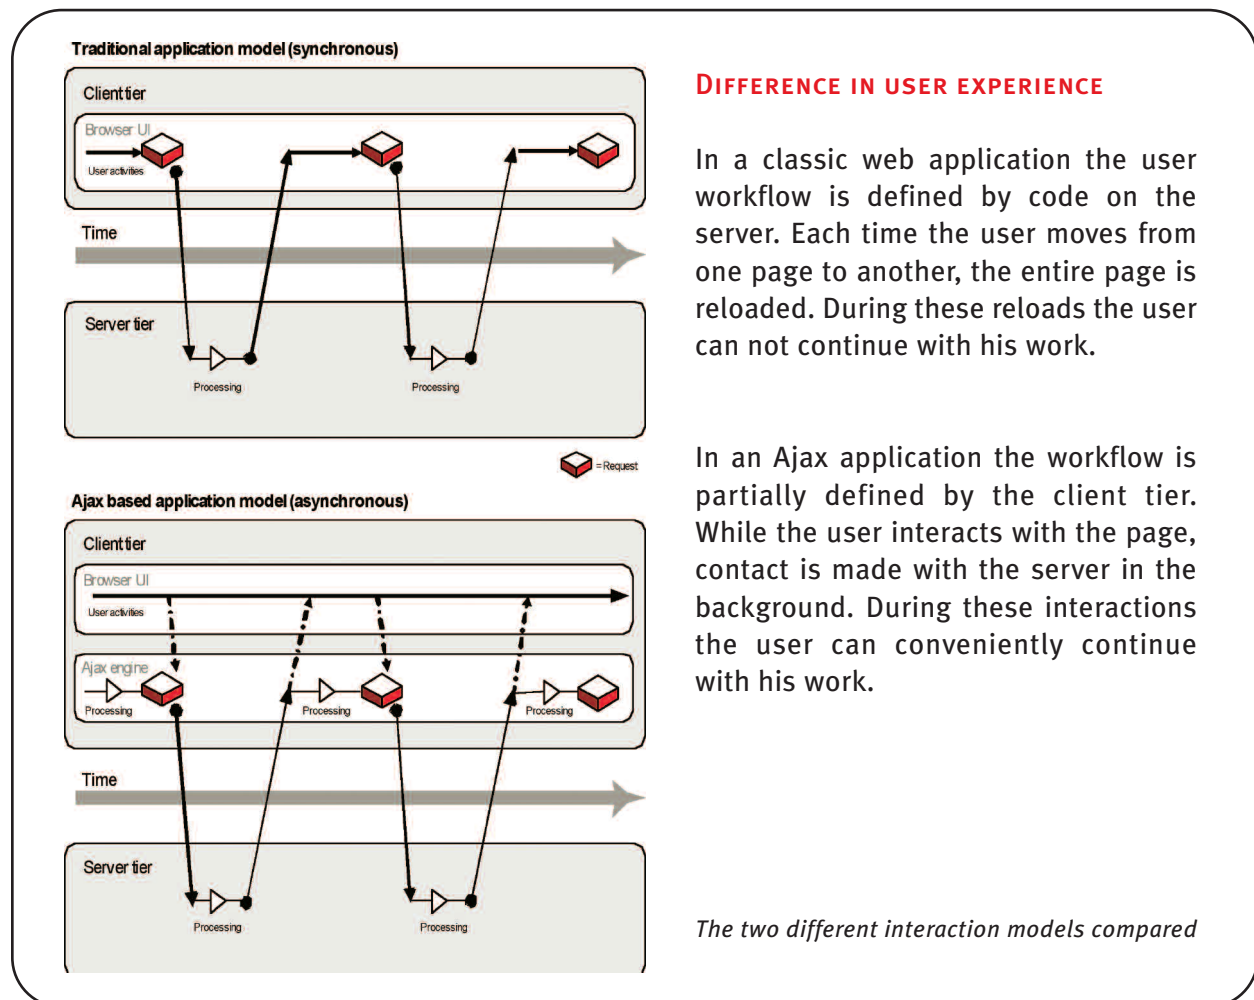 Traditional application model (synchronous)
Client tier
Browser UI
User activities
Time
Server tier
Processing
Processing
= Request
Ajax based application model (asynchronous)
Client tier
Browser UI
User activities
Ajax engine
Processing
Processing
Processing
Time
Server tier
Processing
Processing
DIFFERENCE IN USER EXPERIENCE
In a classic web application the user
workflow is defined by code on the
server. Each time the user moves from
one page to another, the entire page is
reloaded. During these reloads the user
can not continue with his work.
In an Ajax application the workflow is
partially defined by the client tier.
While the user interacts with the page,
contact is made with the server in the
background. During these interactions
the user can conveniently continue
with his work.
The two different interaction models compared